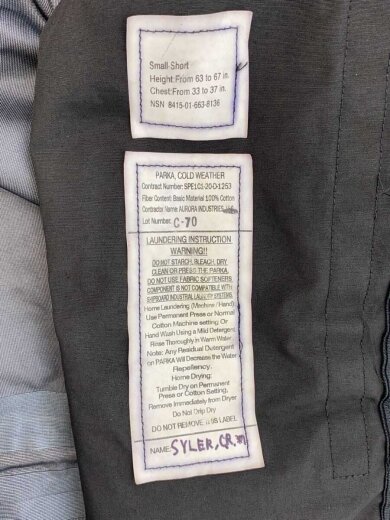 Small-Short
Height:From 63 to 67 in.
Chest:From 33 to 37 in.
NSN 8415-01-663-8136
PARKA, COLD WEATHER
Contract Number: SPE1C1-20-D-1253
Fiber Content: Basic Material 100% Cotton
Contractor Name: AURORA INDUSTRIES
Lot Number: C-70
LAUNDERING INSTRUCTION
WARNING!!
DO NOT STARCH, BLEACH, DRY
CLEAN OR PRESS THE PARKA.
DO NOT USE FABRIC SOFTENERS.
COMPONENT IS NOT COMPATIBLE WITH
SHIPBOARD INDUSTRIAL LAUNDRY SYSTEMS.
Home Laundering (Machine / Hand):
Use Permanent Press or Normal
Cotton Machine setting; Or
Hand Wash Using a Mild Detergent.
Rinse Thoroughly in Warm Water.
Note: Any Residual Detergent
on PARKA Will Decrease the Water
Repellency.
Home Drying:
Tumble Dry on Permanent
Press or Cotton Setting,
Remove Immediately from Dryer
Do Not Drip Dry
DO NOT REMOVE THIS LABEL
NAME: SYLER, CR.